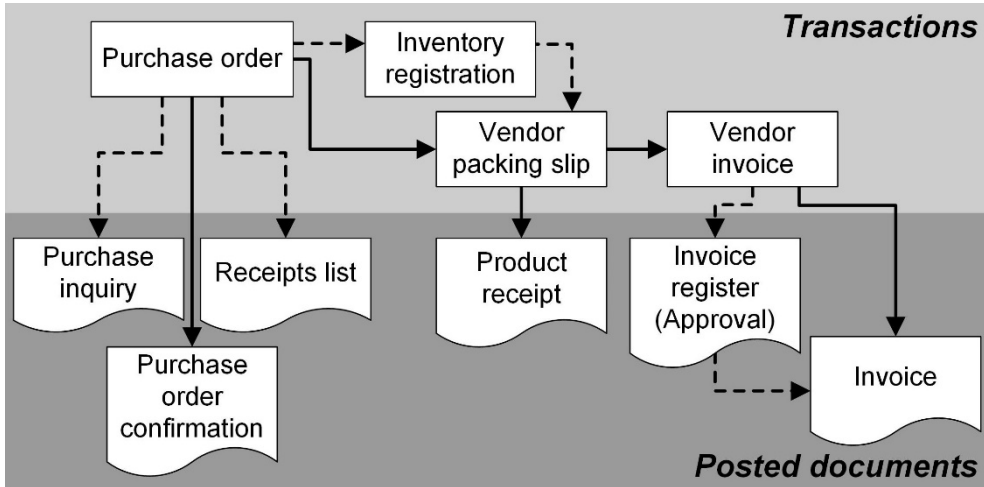 Transactions
Purchase order
Inventory
registration
Vendor
packing slip
Vendor
invoice
Purchase
inquiry
Receipts list
Product
receipt
Invoice
register
(Approval)
Purchase
order
confirmation
Invoice
Posted documents